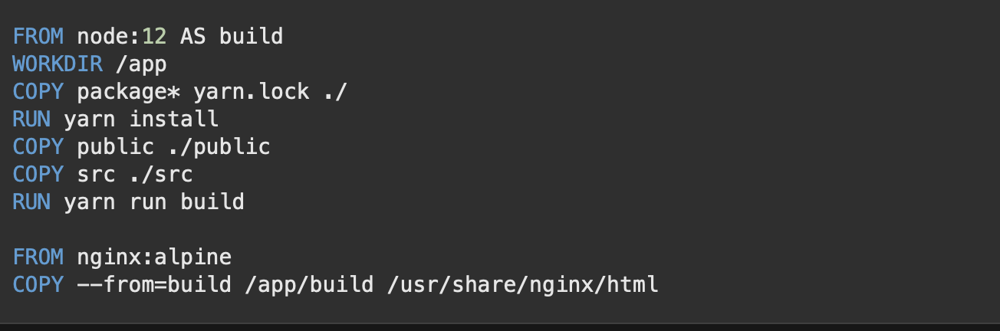 FROM node:12 AS build
WORKDIR /app
COPY package* yarn.lock ./
RUN yarn install
COPY public ./public
COPY src ./src
RUN yarn run build
FROM nginx:alpine
COPY --from=build /app/build /usr/share/nginx/html